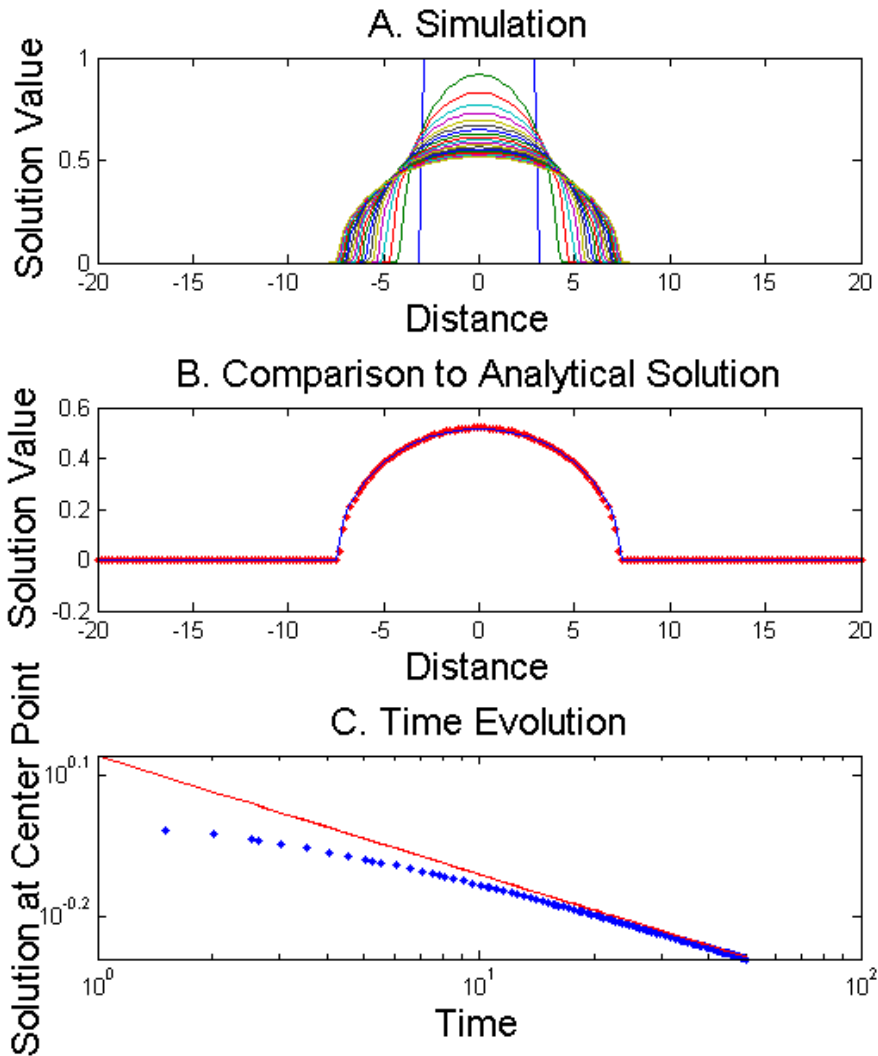 A. Simulation
Solution Value
1
0.5
0
-20 -15 -10 -5 0 5 10 15 20
Distance
B. Comparison to Analytical Solution
Solution Value
0.6
0.4
0.2
0
-0.2
-20 -15 -10 -5 0 5 10 15 20
Distance
C. Time Evolution
Solution at Center Point
10^0.1
10^-0.2
10^0 10^1 10^2
Time